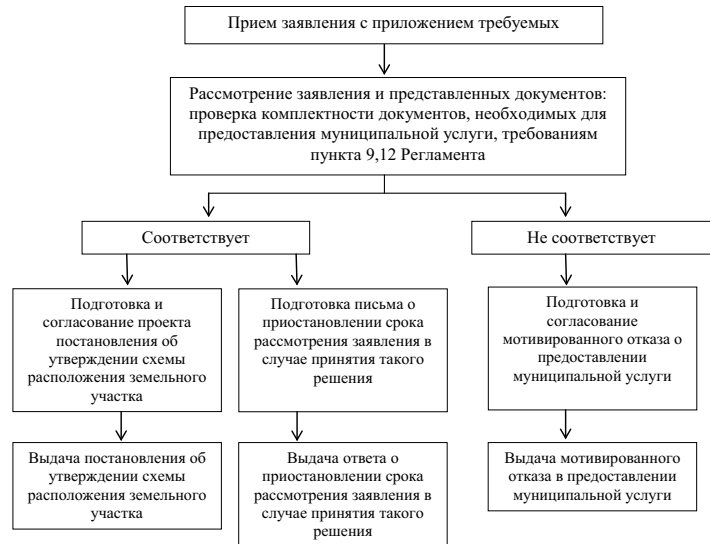 Прием заявления с приложением требуемых
Рассмотрение заявления и представленных документов:
проверка комплектности документов, необходимых для
предоставления муниципальной услуги, требованиям
пункта 9,12 Регламента
Соответствует
Не соответствует
Подготовка и
согласование проекта
постановления об
утверждении схемы
расположения земельного
участка
Подготовка письма о
приостановлении срока
рассмотрения заявления в
случае принятия такого
решения
Подготовка и
согласование
мотивированного отказа о
предоставлении
муниципальной услуги
Выдача постановления об
утверждении схемы
расположения земельного
участка
Выдача ответа о
приостановлении срока
рассмотрения заявления в
случае принятия такого
решения
Выдача мотивированного
отказа в предоставлении
муниципальной услуги